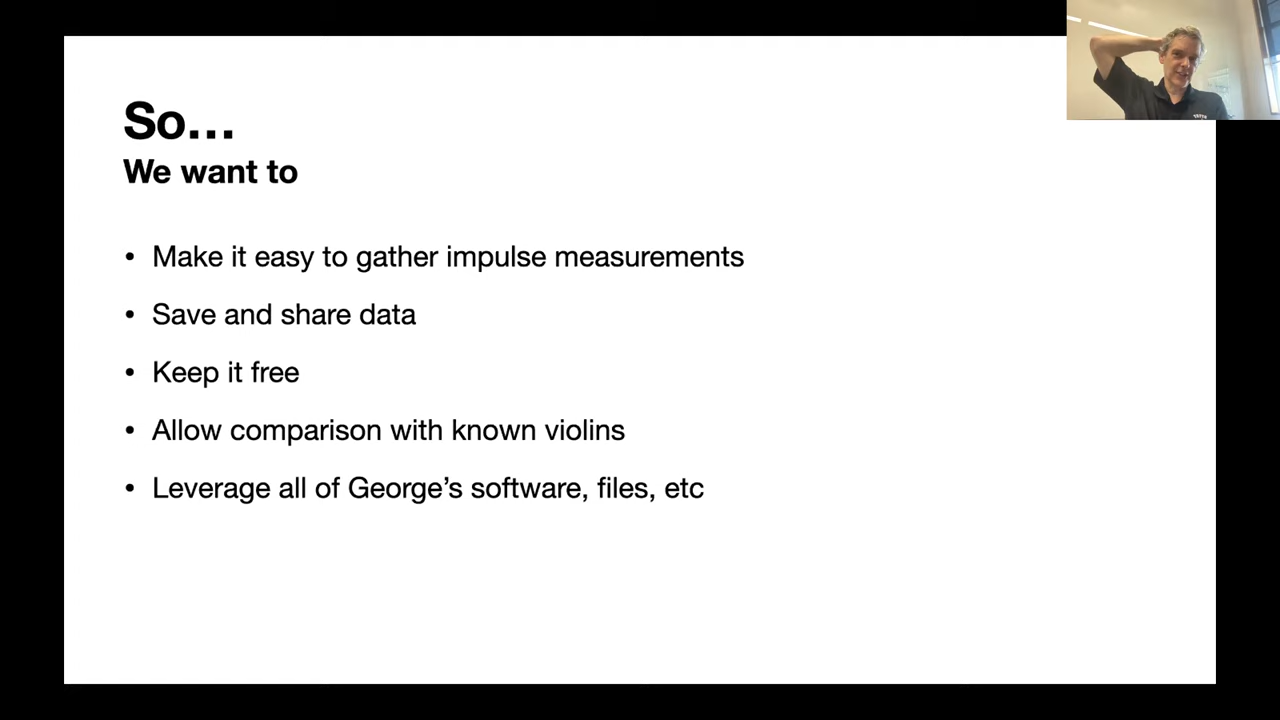 So…
We want to
• Make it easy to gather impulse measurements
• Save and share data
• Keep it free
• Allow comparison with known violins
• Leverage all of George’s software, files, etc